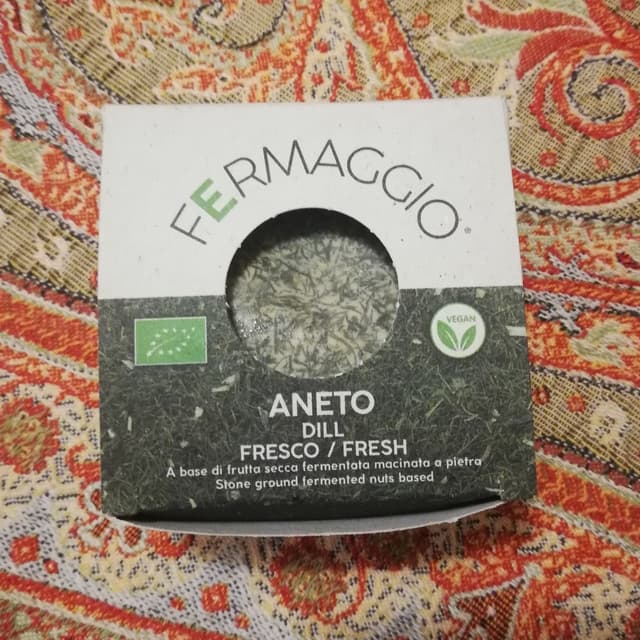 FERMAGGIO®
VEGAN
ANETO
DILL
FRESCO / FRESH
A base di frutta secca fermentata macinata a pietra
Stone ground fermented nuts based